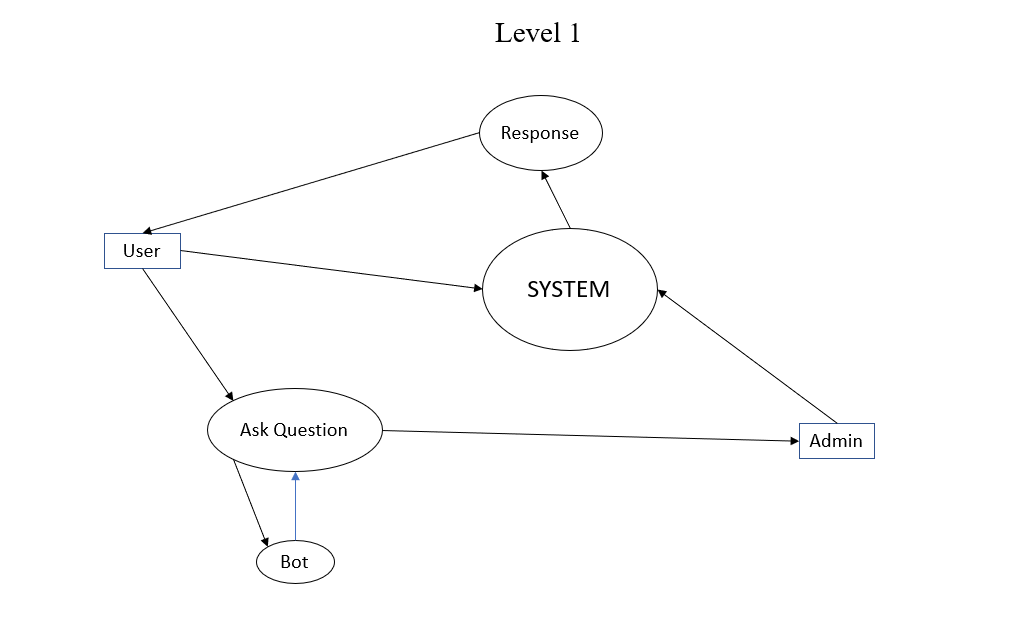 Level 1
Response
User
SYSTEM
Ask Question
Admin
Bot